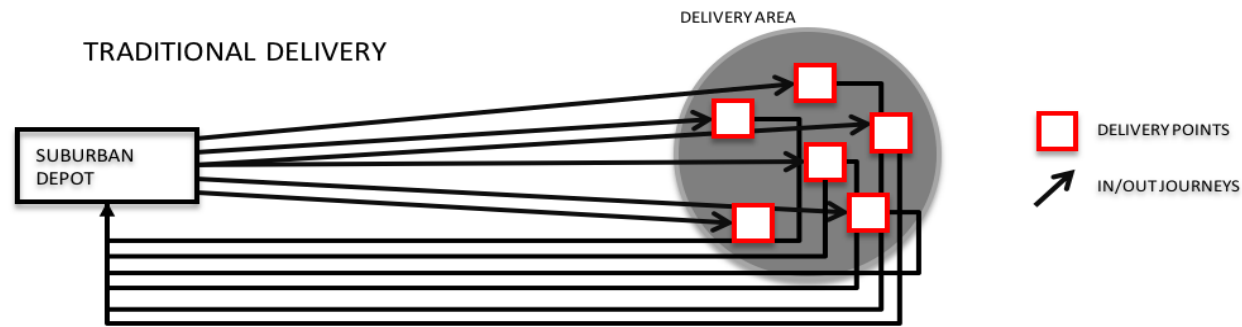 DELIVERY AREA
TRADITIONAL DELIVERY
SUBURBAN
DEPOT
DELIVERY POINTS
IN/OUT JOURNEYS